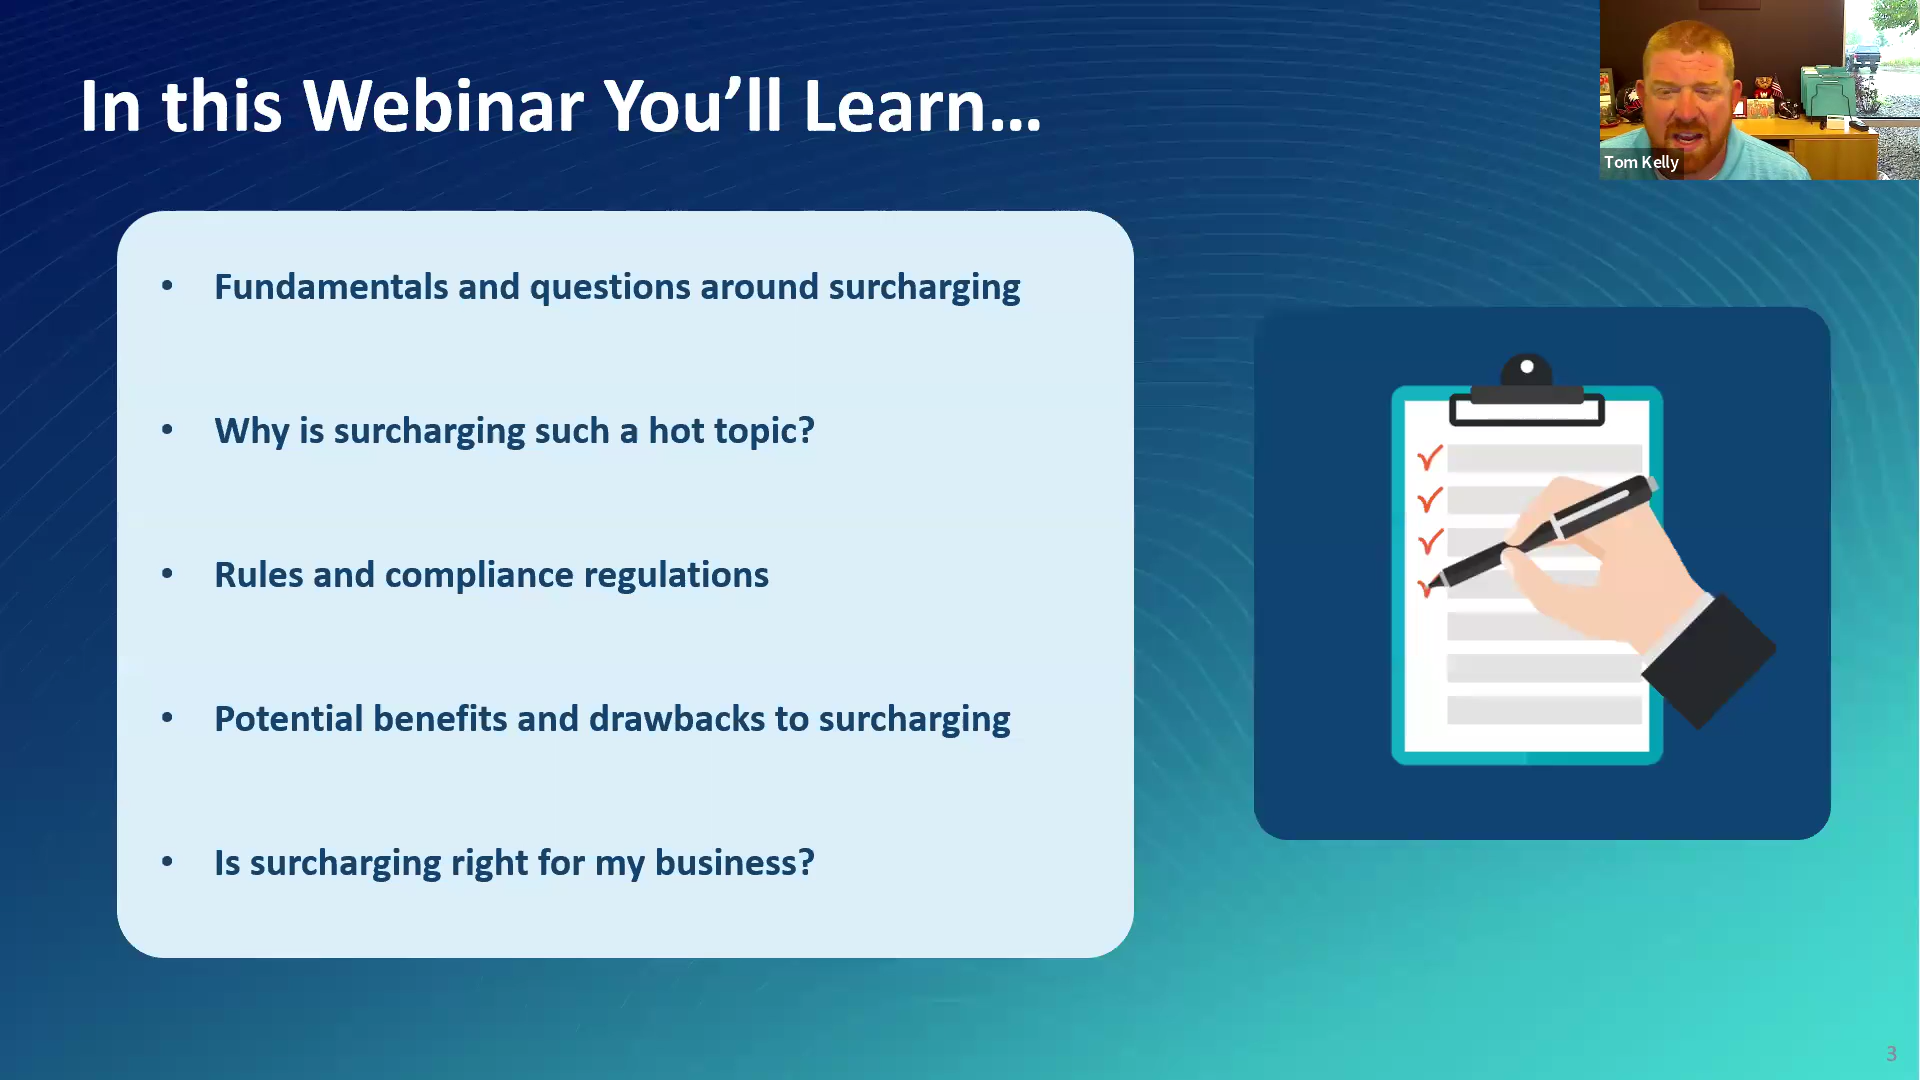 In this Webinar You’ll Learn…
Tom Kelly
• Fundamentals and questions around surcharging
• Why is surcharging such a hot topic?
• Rules and compliance regulations
• Potential benefits and drawbacks to surcharging
• Is surcharging right for my business?
3